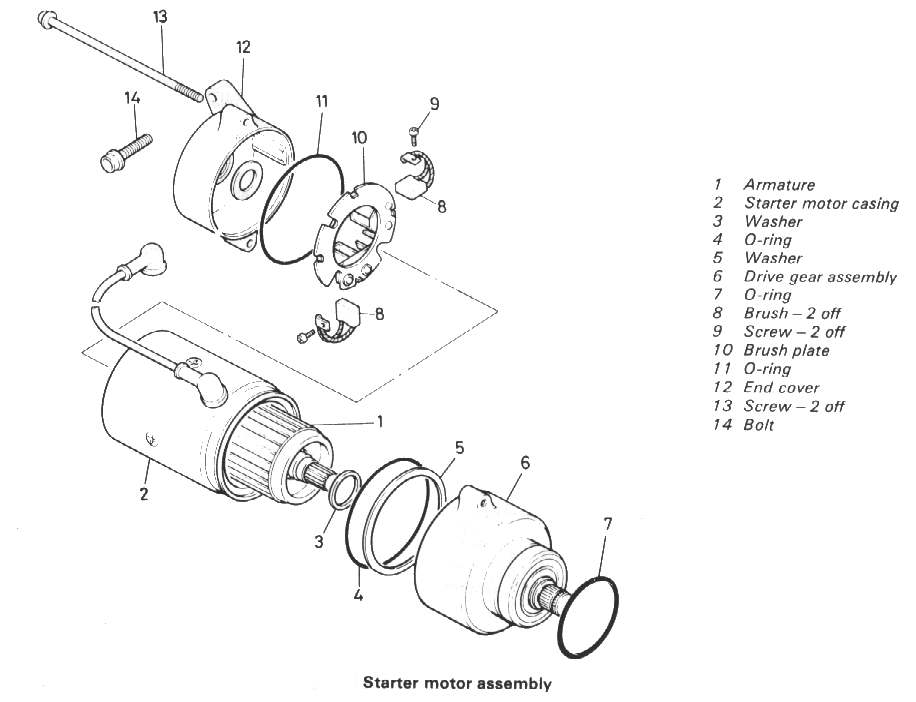 13
12
14
11
9
10
8
8
1
5
6
2
3
7
4
1 Armature
2 Starter motor casing
3 Washer
4 O-ring
5 Washer
6 Drive gear assembly
7 O-ring
8 Brush – 2 off
9 Screw – 2 off
10 Brush plate
11 O-ring
12 End cover
13 Screw – 2 off
14 Bolt
Starter motor assembly